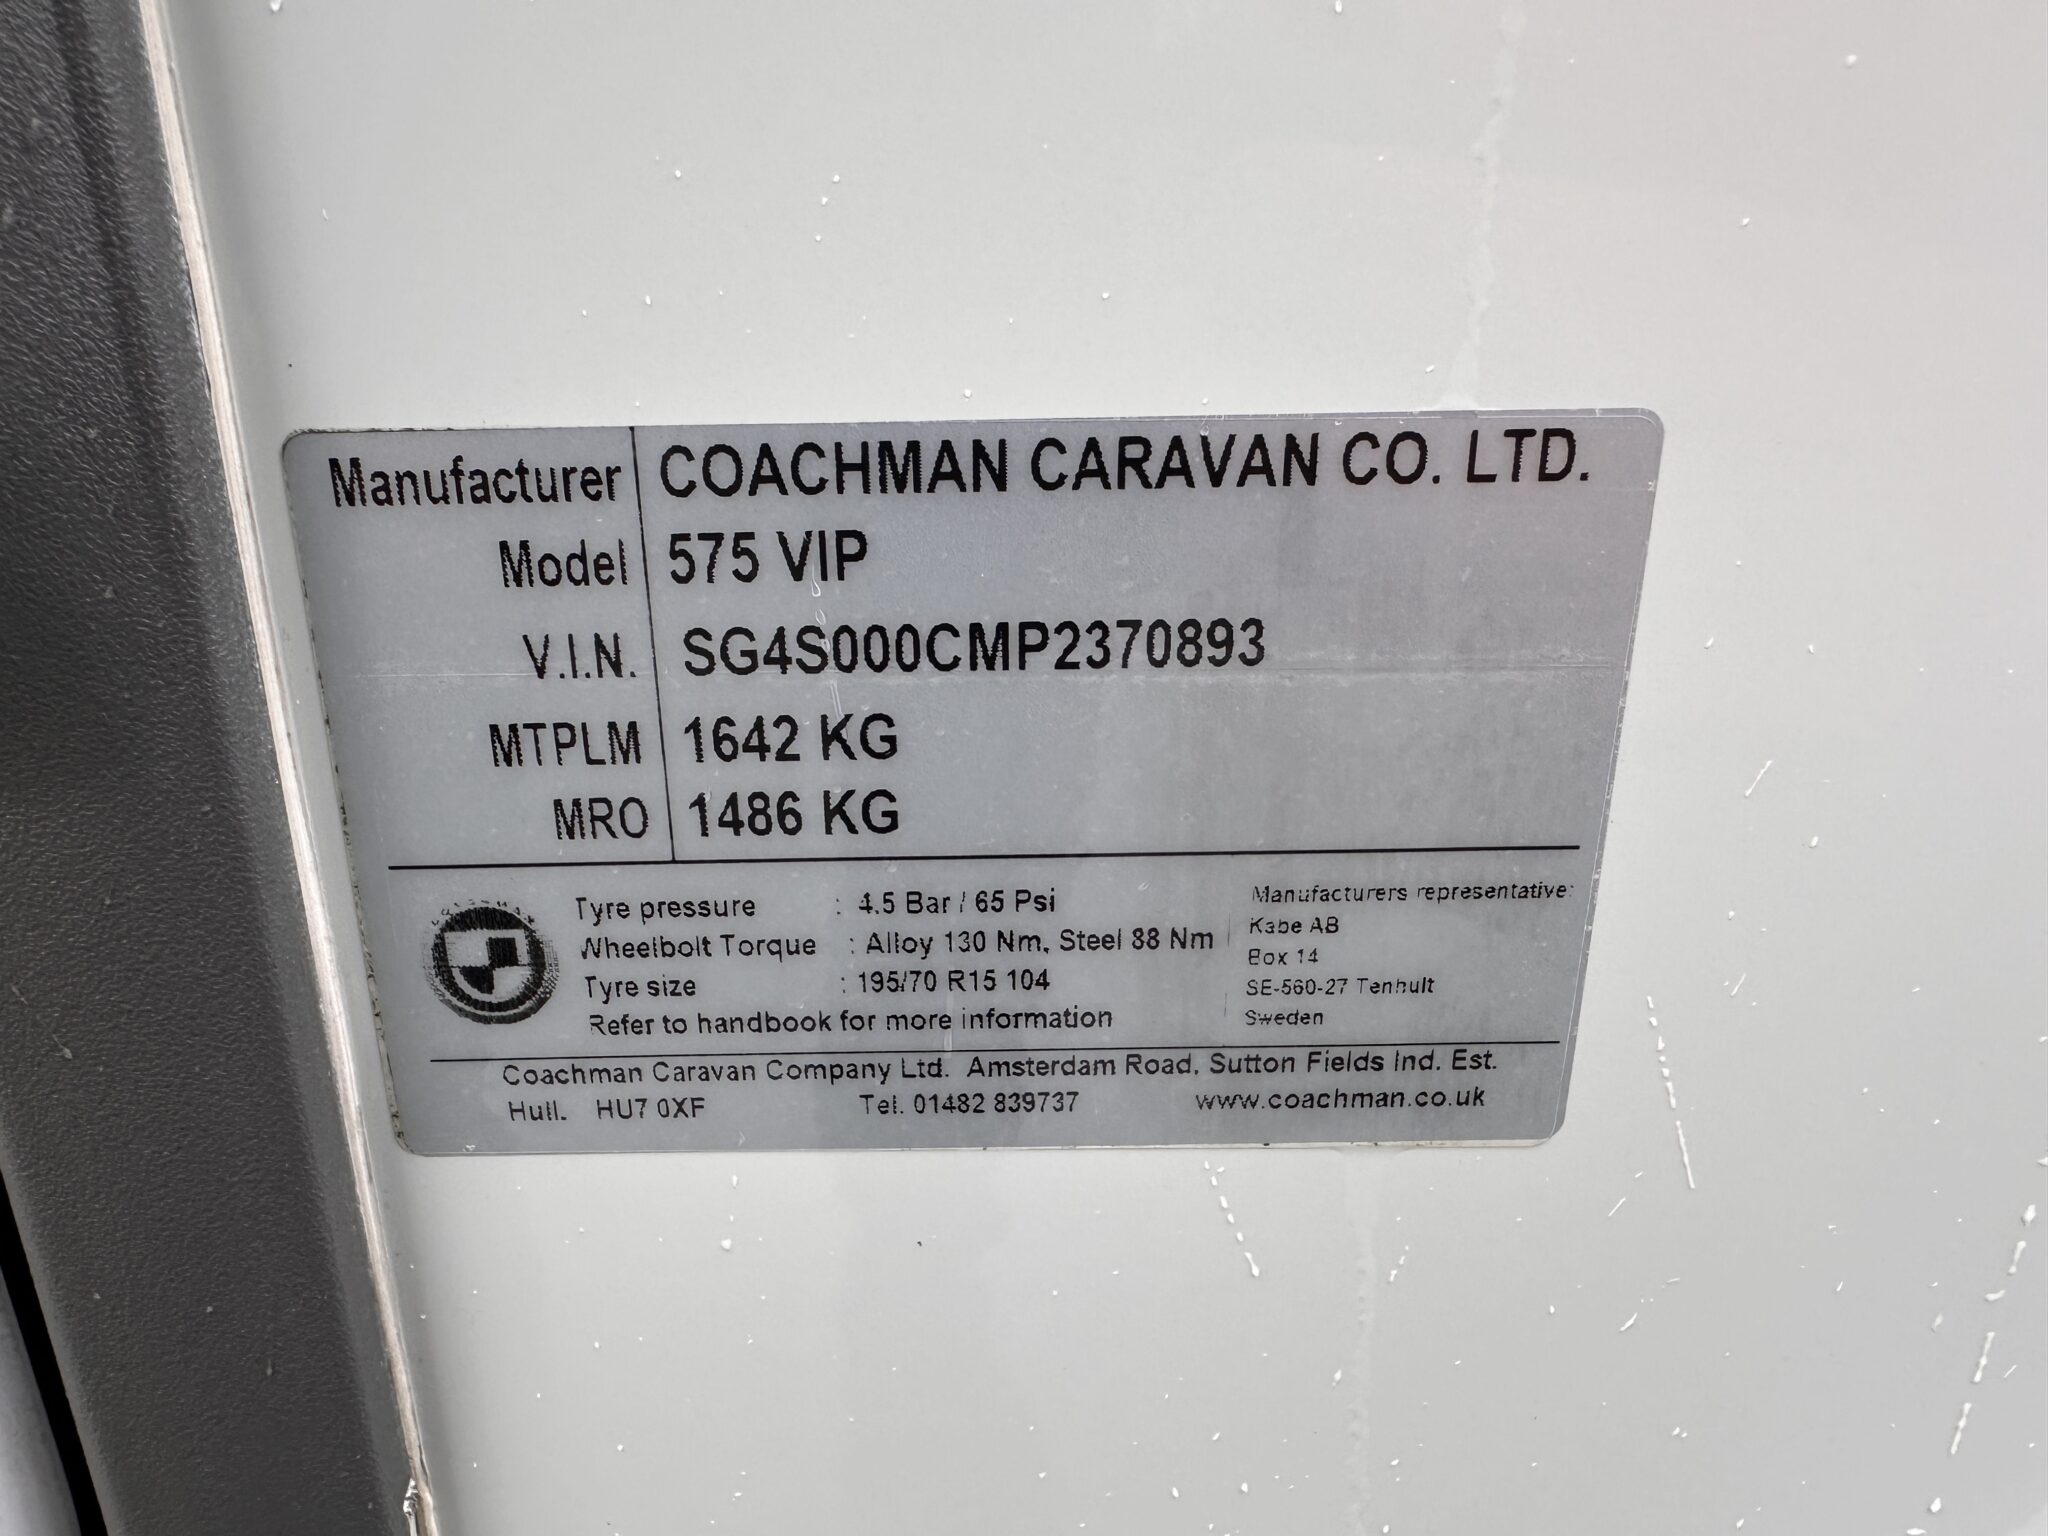 Manufacturer COACHMAN CARAVAN CO. LTD.
Model 575 VIP
V.I.N. SG4S000CMP2370893
MTPLM 1642 KG
MRO 1486 KG
Tyre pressure : 4.5 Bar / 65 Psi
Wheelbolt Torque : Alloy 130 Nm, Steel 88 Nm
Tyre size : 195/70 R15 104
Refer to handbook for more information
Manufacturers representative:
Kabe AB
Box 14
SE-560-27 Tenhult
Sweden
Coachman Caravan Company Ltd. Amsterdam Road, Sutton Fields Ind. Est.
Hull. HU7 0XF Tel. 01482 839737 www.coachman.co.uk